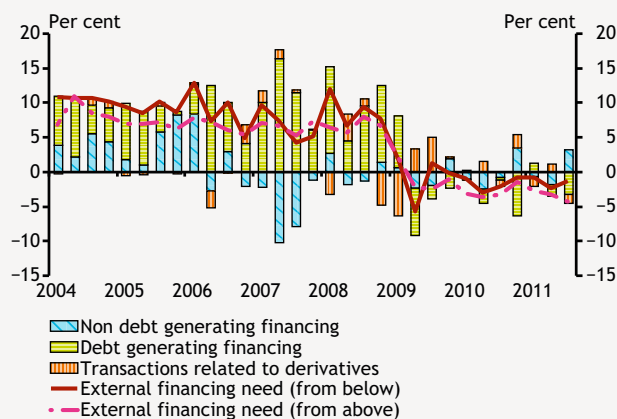 Per cent Per cent
20 20
15 15
10 10
5 5
0 0
−5 −5
−10 −10
−15 −15
2004 2005 2006 2007 2008 2009 2010 2011
Non debt generating financing
Debt generating financing
Transactions related to derivatives
External financing need (from below)
External financing need (from above)